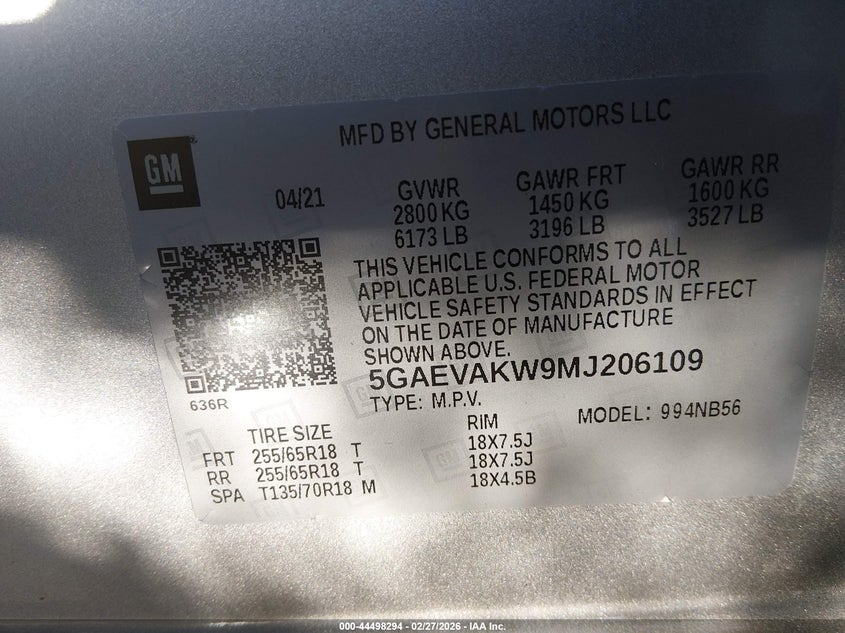 MFD BY GENERAL MOTORS LLC
GM
04/21
GVWR
2800 KG
6173 LB
GAWR FRT
1450 KG
3196 LB
GAWR RR
1600 KG
3527 LB
THIS VEHICLE CONFORMS TO ALL
APPLICABLE U.S. FEDERAL MOTOR
VEHICLE SAFETY STANDARDS IN EFFECT
ON THE DATE OF MANUFACTURE
SHOWN ABOVE.
5GAEVAKW9MJ206109
636R
TYPE: M.P.V.
MODEL: 994NB56
TIRE SIZE
RIM
FRT 255/65R18 T 18X7.5J
RR 255/65R18 T 18X7.5J
SPA T135/70R18 M 18X4.5B
000-44498294 - 02/27/2026 - IAA Inc.